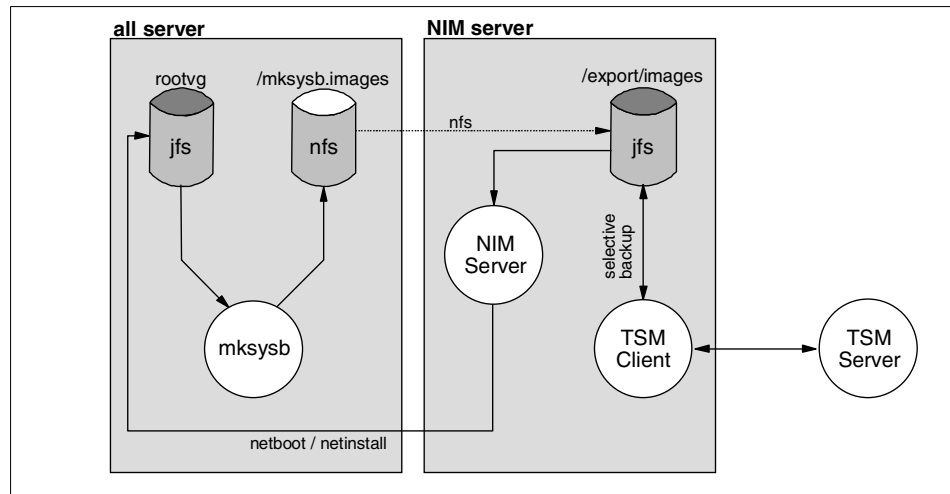 all server
NIM server
rootvg
/mksysb.images
/export/images
jfs
nfs
nfs
jfs
NIM
Server
selective
backup
mksysb
TSM
Client
TSM
Server
netboot / netinstall